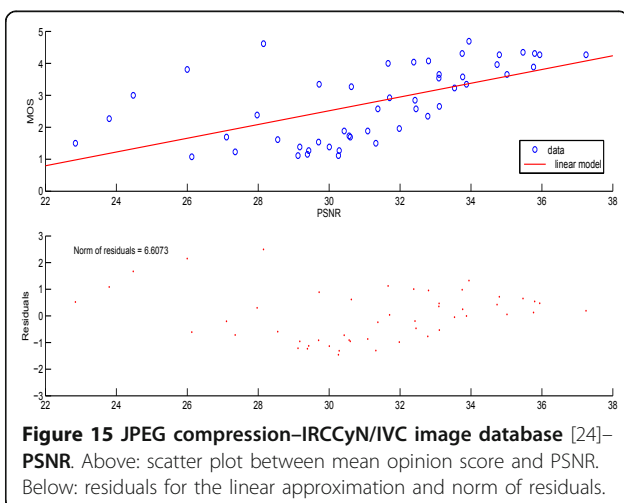 5
4
3
2
1
0
MOS
22 24 26 28 30 32 34 36 38
PSNR
data
linear model
3
2
1
0
−1
−2
−3
Residuals
Norm of residuals = 6.6073
22 24 26 28 30 32 34 36 38
Figure 15 JPEG compression–IRCCyN/IVC image database [24]–
PSNR. Above: scatter plot between mean opinion score and PSNR.
Below: residuals for the linear approximation and norm of residuals.